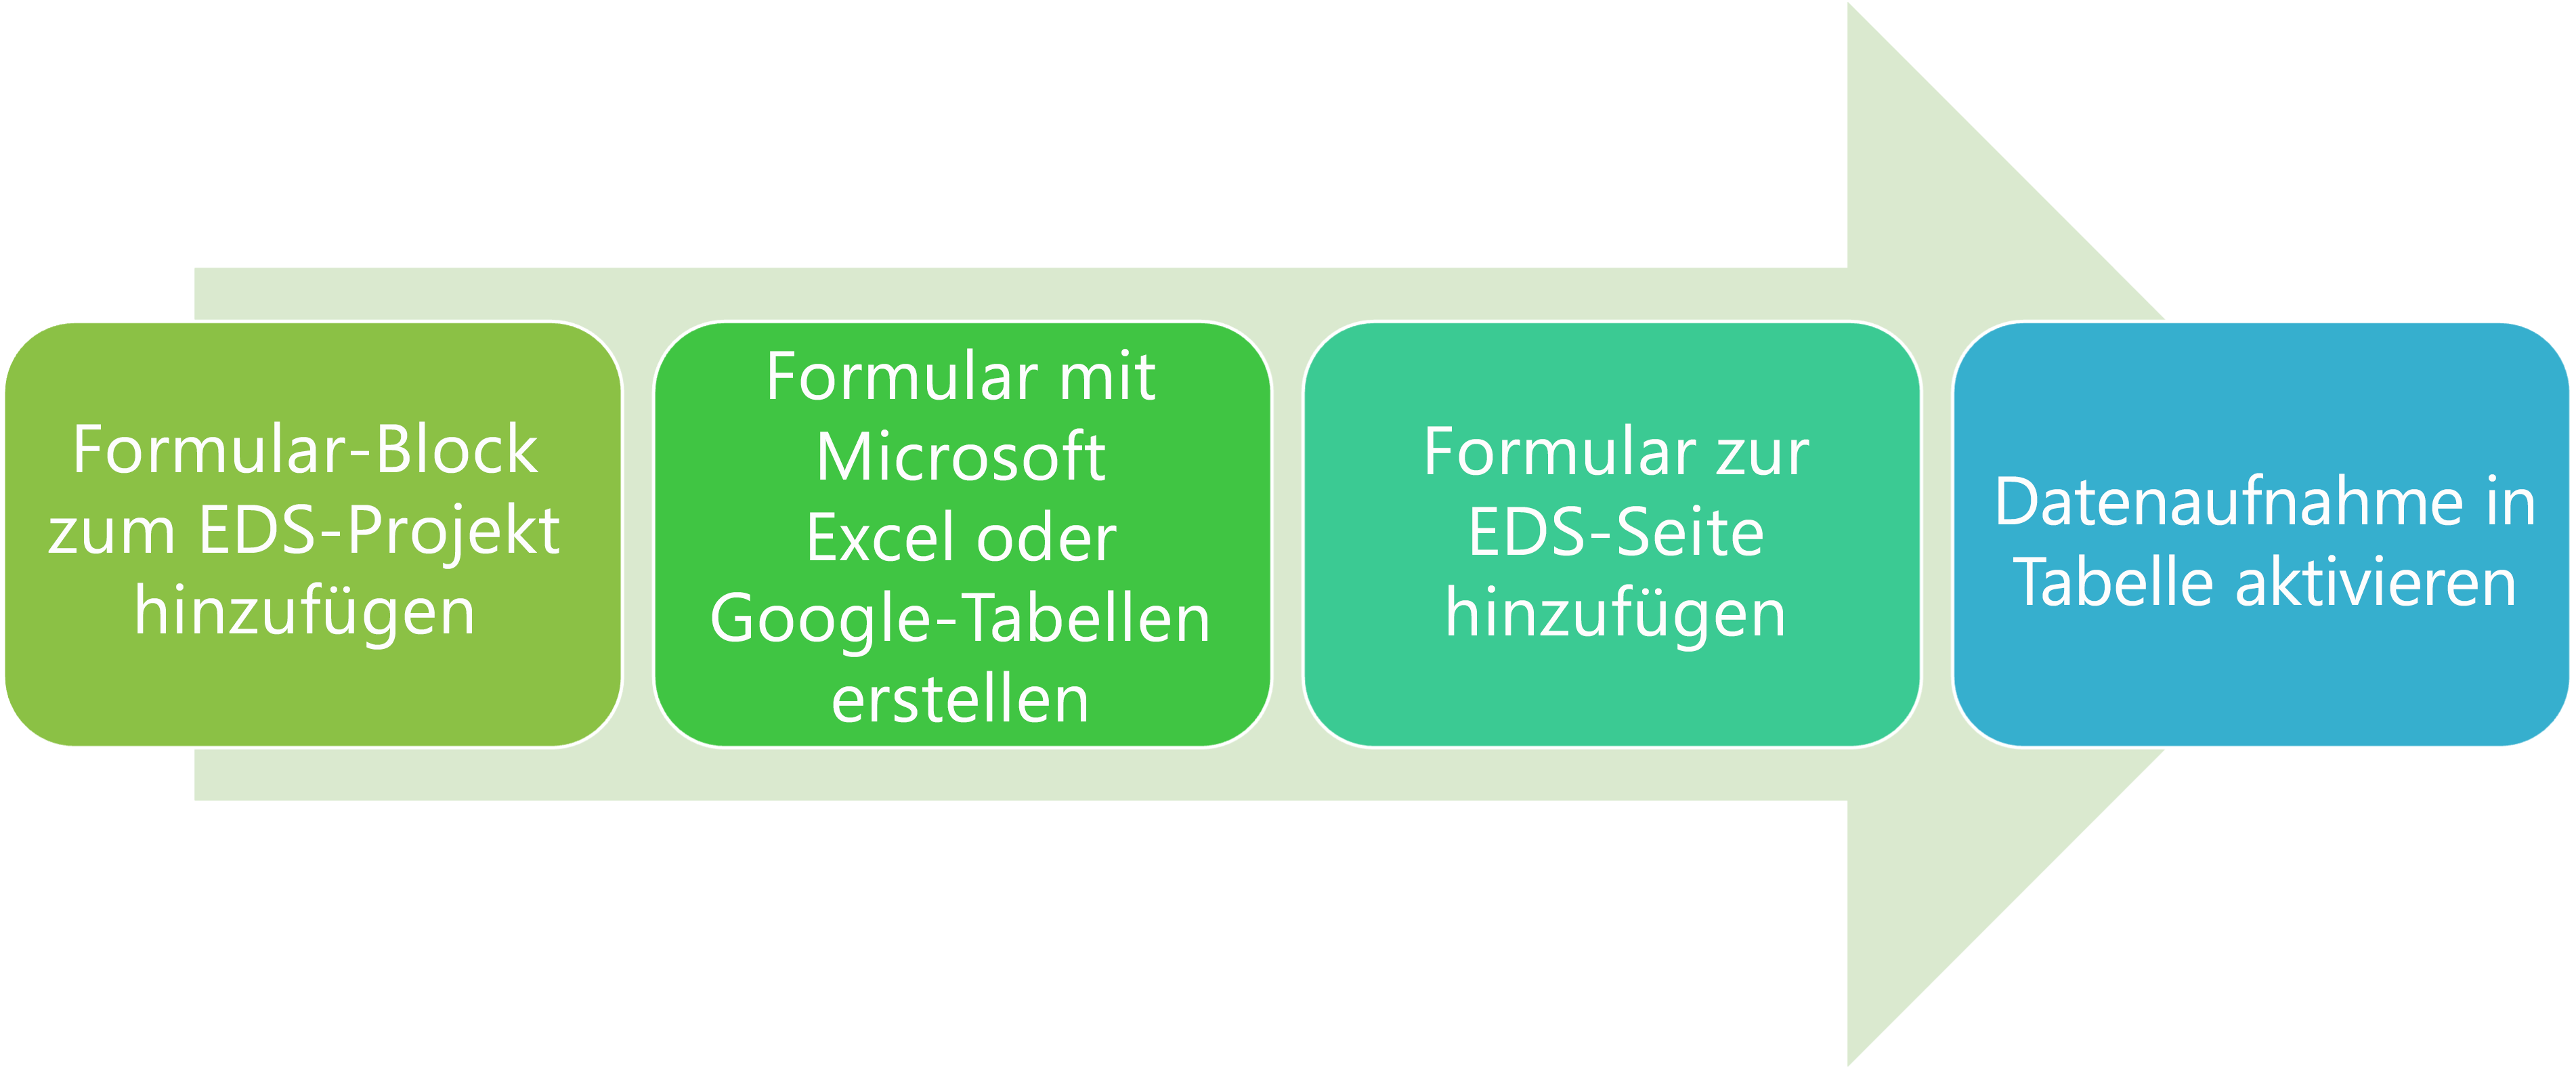 Formular-Block
zum EDS-Projekt
hinzufügen
Formular mit
Microsoft
Excel oder
Google-Tabellen
erstellen
Formular zur
EDS-Seite
hinzufügen
Datenaufnahme in
Tabelle aktivieren